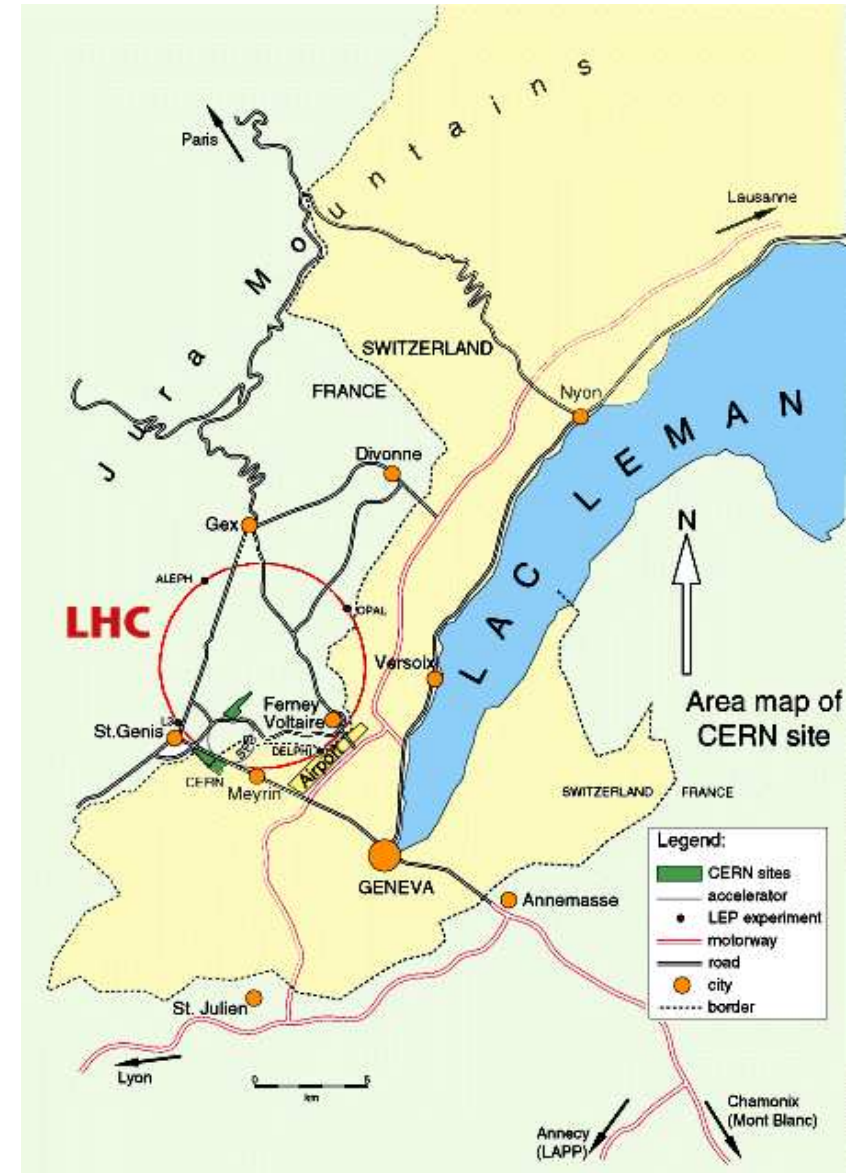 Jura Mountains
Paris
Lausanne
SWITZERLAND
FRANCE
Nyon
Divonne
LAC LEMAN
Gex
N
ALEPH
OPAL
LHC
Versoix
Area map of
CERN site
Ferney
Voltaire
L3
St.Genis
SPS
DELPHI
Airport
CERN
Meyrin
SWITZERLAND
FRANCE
Legend:
CERN sites
accelerator
LEP experiment
motorway
road
city
border
GENEVA
Annemasse
St. Julien
Lyon
0
5
km
Chamonix
(Mont Blanc)
Annecy
(LAPP)